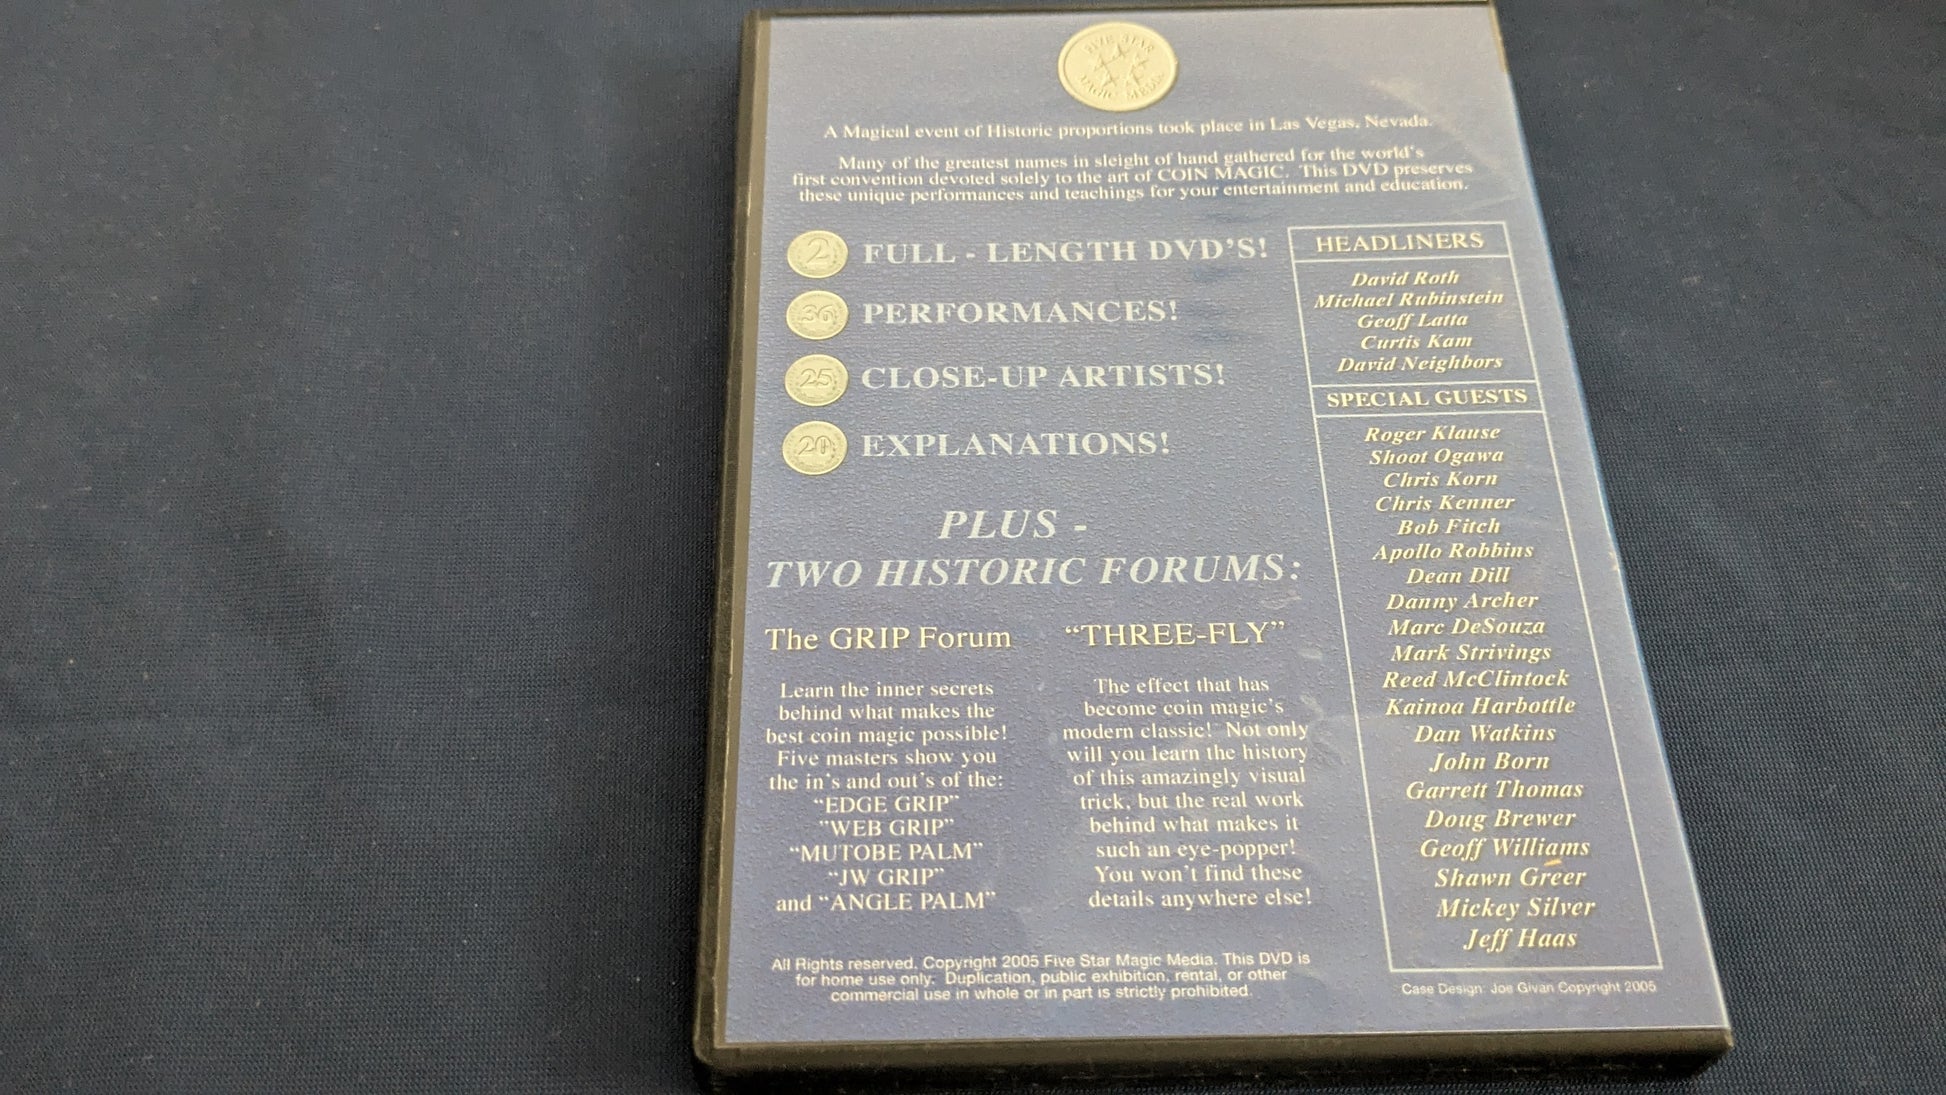 FIVE STAR
MAGIC MEDIA
A Magical event of Historic proportions took place in Las Vegas, Nevada.
Many of the greatest names in sleight of hand gathered for the world's
first convention devoted solely to the art of COIN MAGIC. This DVD preserves
these unique performances and teachings for your entertainment and education.
2 FULL - LENGTH DVD'S!
36 PERFORMANCES!
25 CLOSE-UP ARTISTS!
20+ EXPLANATIONS!
PLUS -
TWO HISTORIC FORUMS:
The GRIP Forum
Learn the inner secrets
behind what makes the
best coin magic possible!
Five masters show you
the in's and out's of the:
"EDGE GRIP"
"WEB GRIP"
"MUTOBE PALM"
"JW GRIP"
and "ANGLE PALM"
"THREE-FLY"
The effect that has
become coin magic's
modern classic! Not only
will you learn the history
of this amazingly visual
trick, but the real work
behind what makes it
such an eye-popper!
You won't find these
details anywhere else!
HEADLINERS
David Roth
Michael Rubinstein
Geoff Latta
Curtis Kam
David Neighbors
SPECIAL GUESTS
Roger Klause
Shoot Ogawa
Chris Korn
Chris Kenner
Bob Fitch
Apollo Robbins
Dean Dill
Danny Archer
Marc DeSouza
Mark Strivings
Reed McClintock
Kainoa Harbottle
Dan Watkins
John Born
Garrett Thomas
Doug Brewer
Geoff Williams
Shawn Greer
Mickey Silver
Jeff Haas
All Rights reserved. Copyright 2005 Five Star Magic Media. This DVD is
for home use only. Duplication, public exhibition, rental, or other
commercial use in whole or in part is strictly prohibited.
Case Design: Joe Givan Copyright 2005